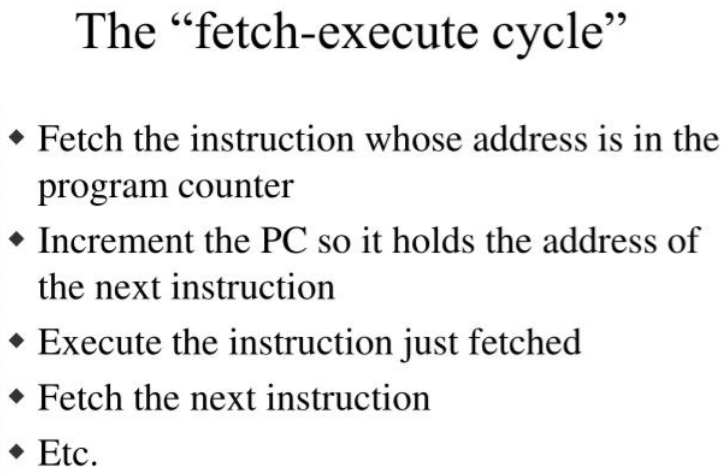 The “fetch-execute cycle”
◆ Fetch the instruction whose address is in the
program counter
◆ Increment the PC so it holds the address of
the next instruction
◆ Execute the instruction just fetched
◆ Fetch the next instruction
◆ Etc.